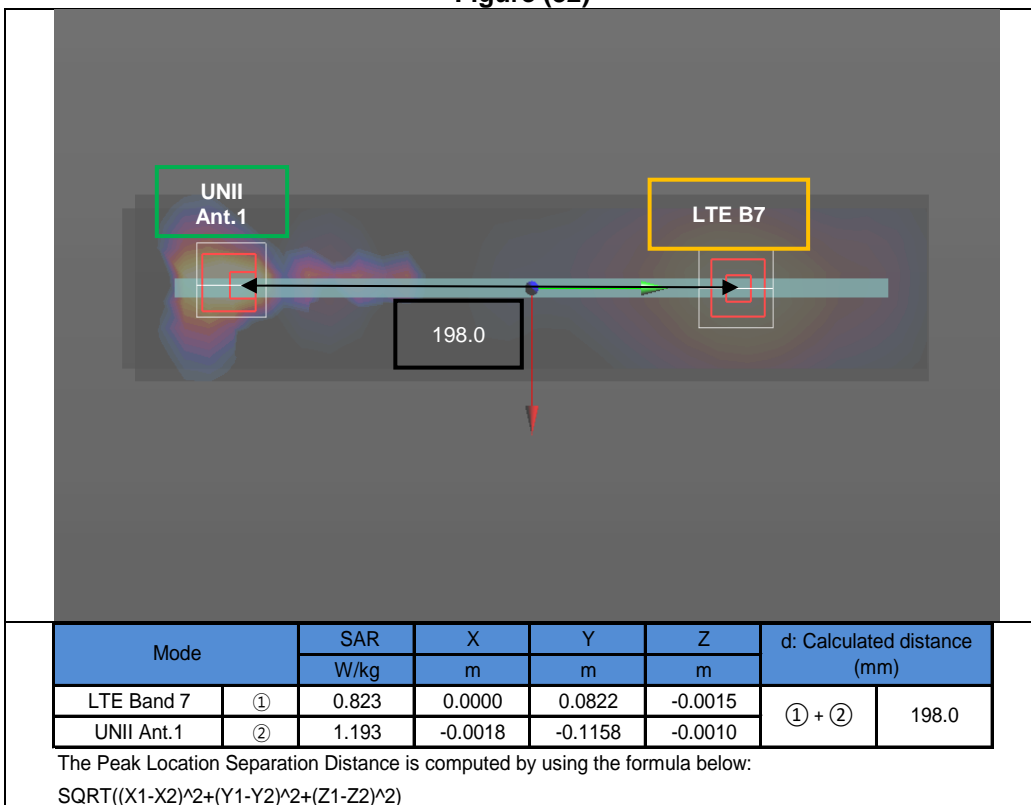 UNII
Ant.1
LTE B7
198.0
Mode SAR X Y Z d: Calculated distance (mm)
W/kg m m m
LTE Band 7 ① 0.823 0.0000 0.0822 -0.0015 ① + ② 198.0
UNII Ant.1 ② 1.193 -0.0018 -0.1158 -0.0010
The Peak Location Separation Distance is computed by using the formula below:
SQRT((X1-X2)^2+(Y1-Y2)^2+(Z1-Z2)^2)